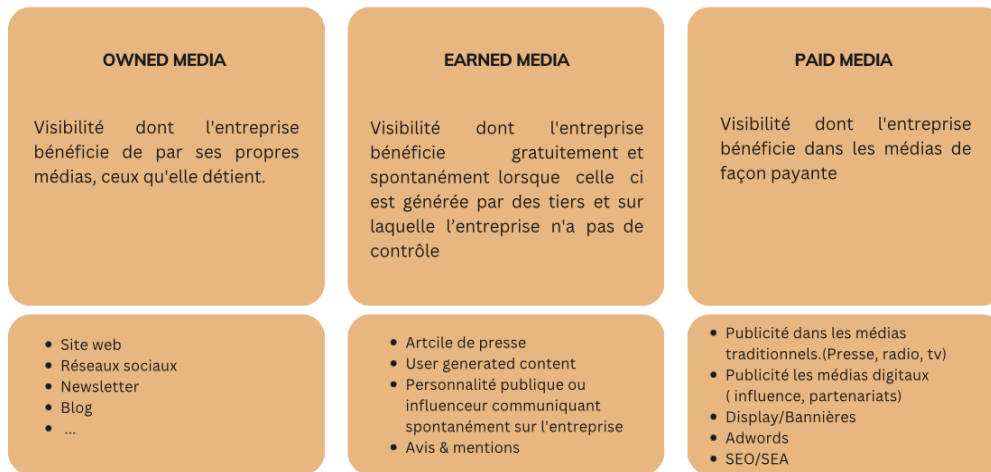 OWNED MEDIA
Visibilité dont l'entreprise
bénéficie de par ses propres
médias, ceux qu'elle détient.
Site web
Réseaux sociaux
Newsletter
Blog
...
EARNED MEDIA
Visibilité dont l'entreprise
bénéficie gratuitement et
spontanément lorsque celle ci
est générée par des tiers et sur
laquelle l’entreprise n'a pas de
contrôle
Artcile de presse
User generated content
Personnalité publique ou
influenceur communiquant
spontanément sur l'entreprise
Avis & mentions
PAID MEDIA
Visibilité dont l'entreprise
bénéficie dans les médias de
façon payante
Publicité dans les médias
traditionnels.(Presse, radio, tv)
Publicité les médias digitaux
( influence, partenariats)
Display/Bannières
Adwords
SEO/SEA